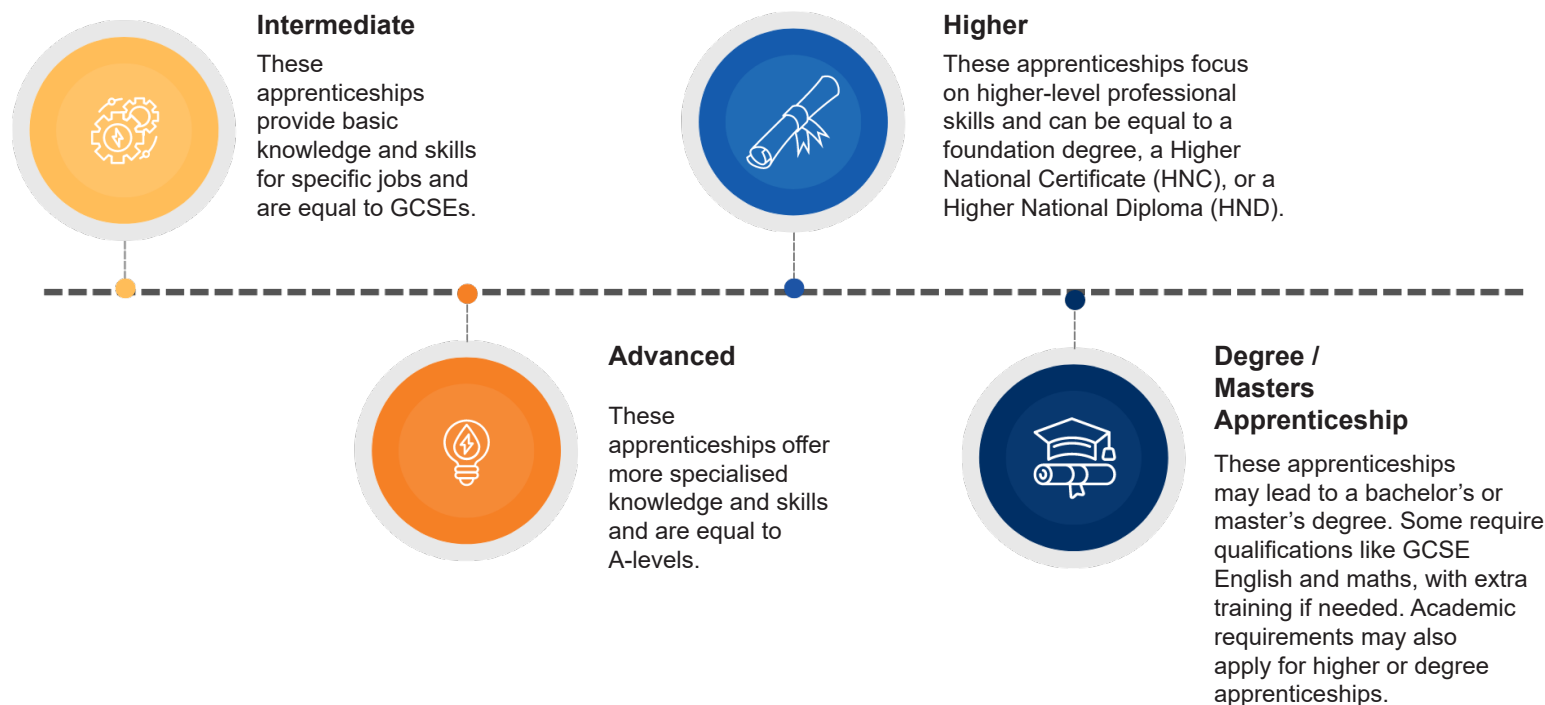 Intermediate
These
apprenticeships
provide basic
knowledge and skills
for specific jobs and
are equal to GCSEs.
Advanced
These
apprenticeships offer
more specialised
knowledge and skills
and are equal to
A-levels.
Higher
These apprenticeships focus
on higher-level professional
skills and can be equal to a
foundation degree, a Higher
National Certificate (HNC), or a
Higher National Diploma (HND).
Degree /
Masters
Apprenticeship
These apprenticeships
may lead to a bachelor’s or
master’s degree. Some require
qualifications like GCSE
English and maths, with extra
training if needed. Academic
requirements may also
apply for higher or degree
apprenticeships.